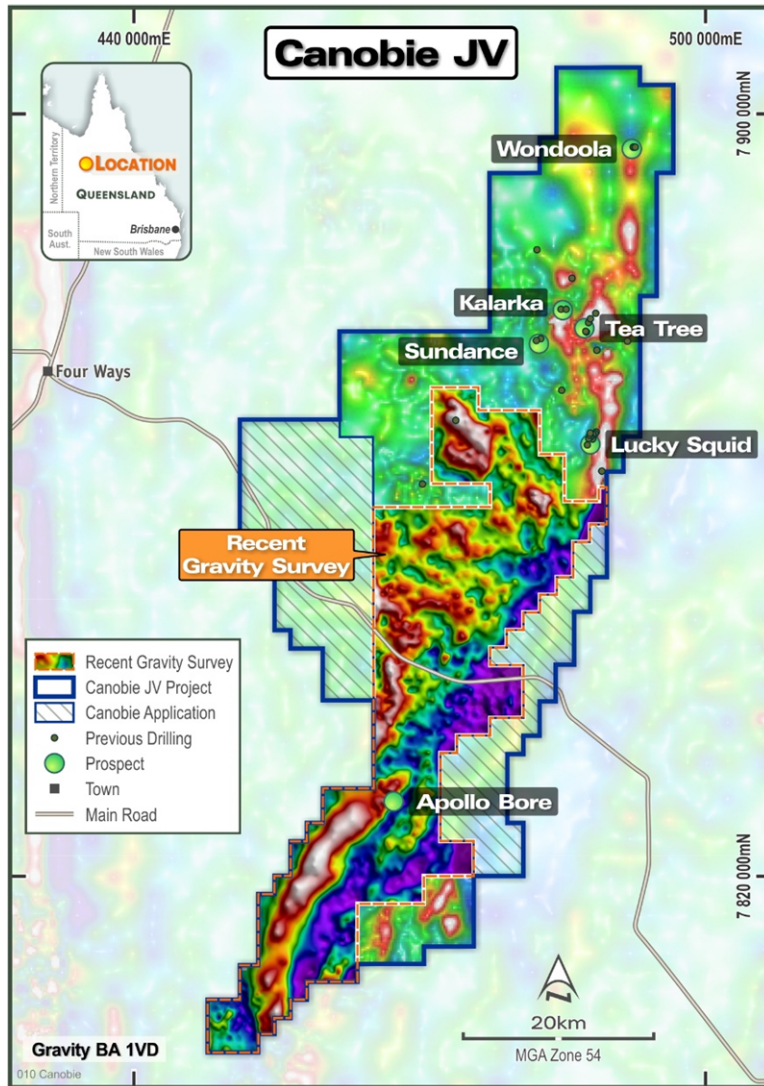 440 000mE
500 000mE
Canobie JV
7 900 000mN
LOCATION
Northern Territory
QUEENSLAND
Brisbane
South
Aust.
New South Wales
Wondoola
Kalarka
Tea Tree
Sundance
Four Ways
Lucky Squid
Recent
Gravity Survey
Recent Gravity Survey
Canobie JV Project
Canobie Application
Previous Drilling
Prospect
Town
Main Road
Apollo Bore
7 820 000mN
N
20km
MGA Zone 54
Gravity BA 1VD
010 Canobie